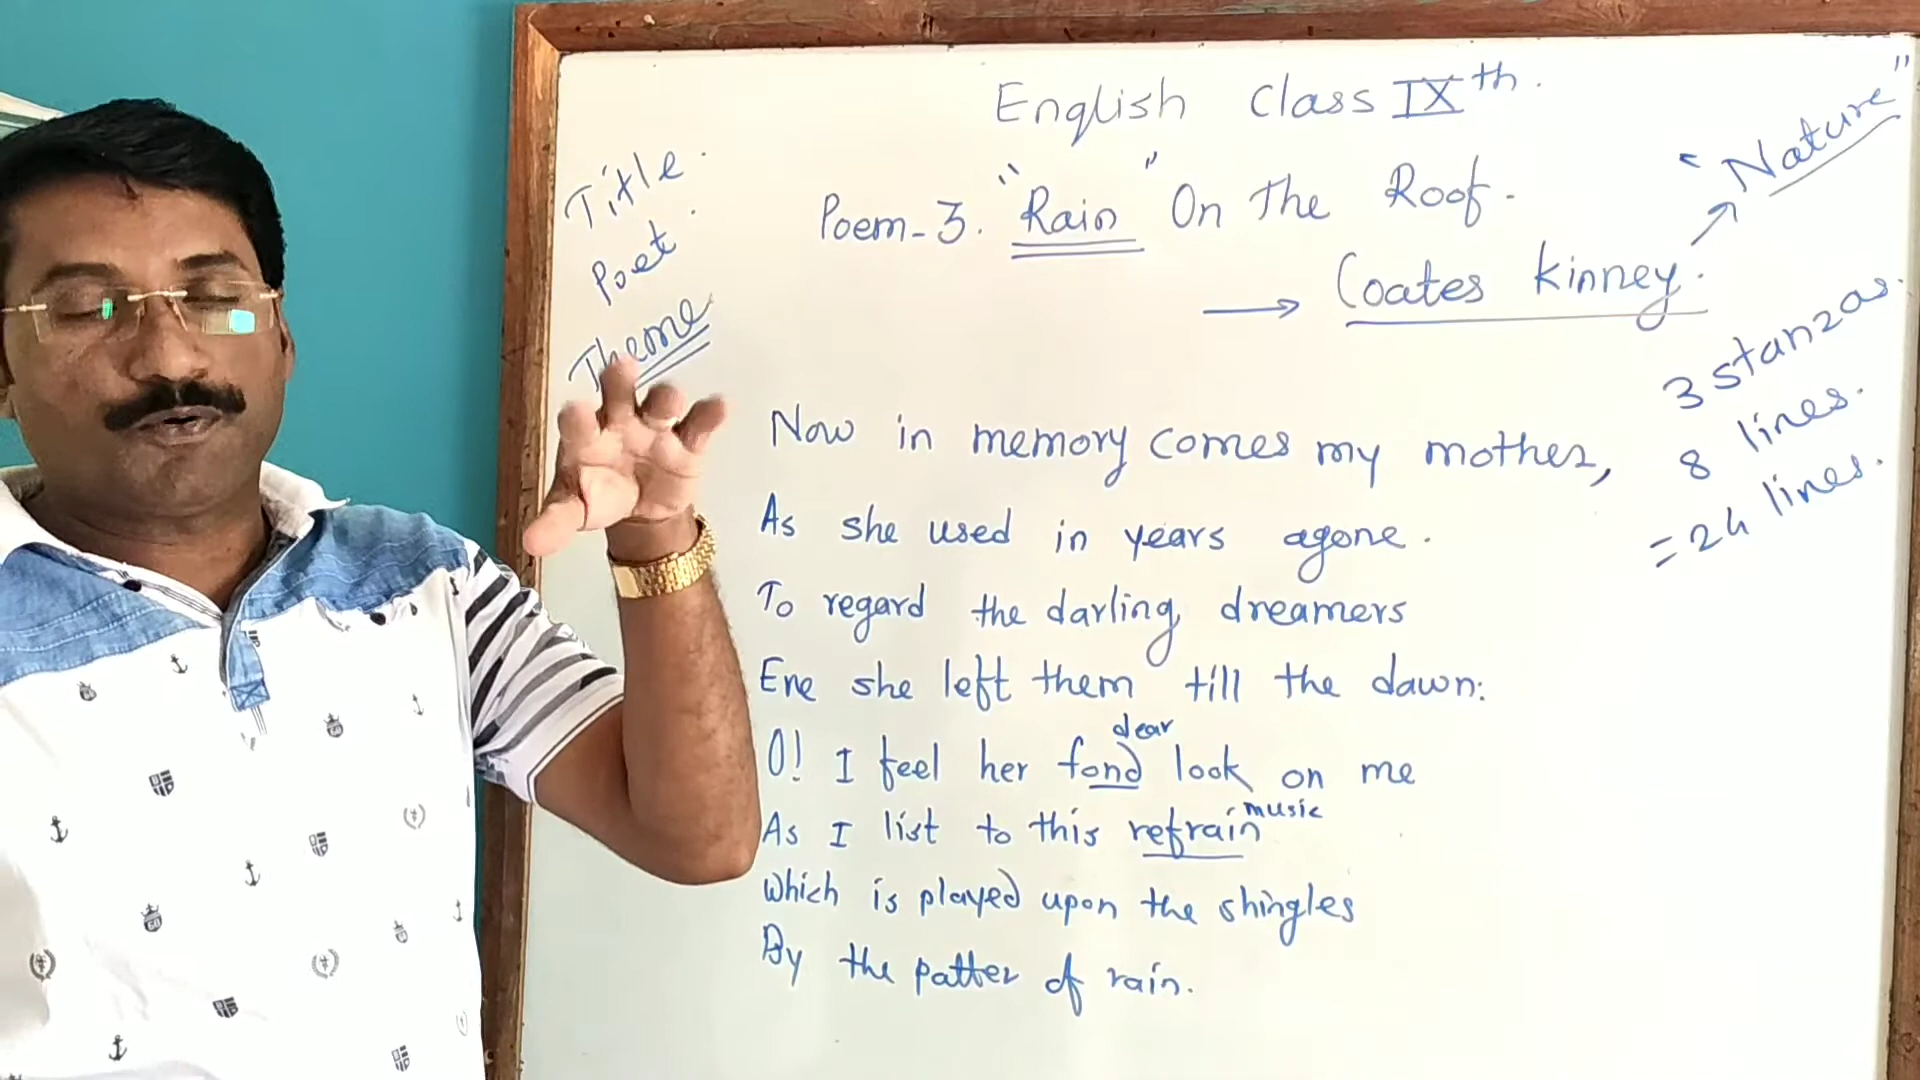 English Class IXth.
Title.
Poet.
Theme
Poem-3. "Rain" On The Roof.
→ Coates Kinney.
"Nature"
3 stanzas.
8 lines.
=24 lines.
Now in memory comes my mother,
As she used in years agone.
To regard the darling dreamers
Ere she left them till the dawn:
dear
O! I feel her fond look on me
As I list to this refrain music
Which is played upon the shingles
By the patter of rain.